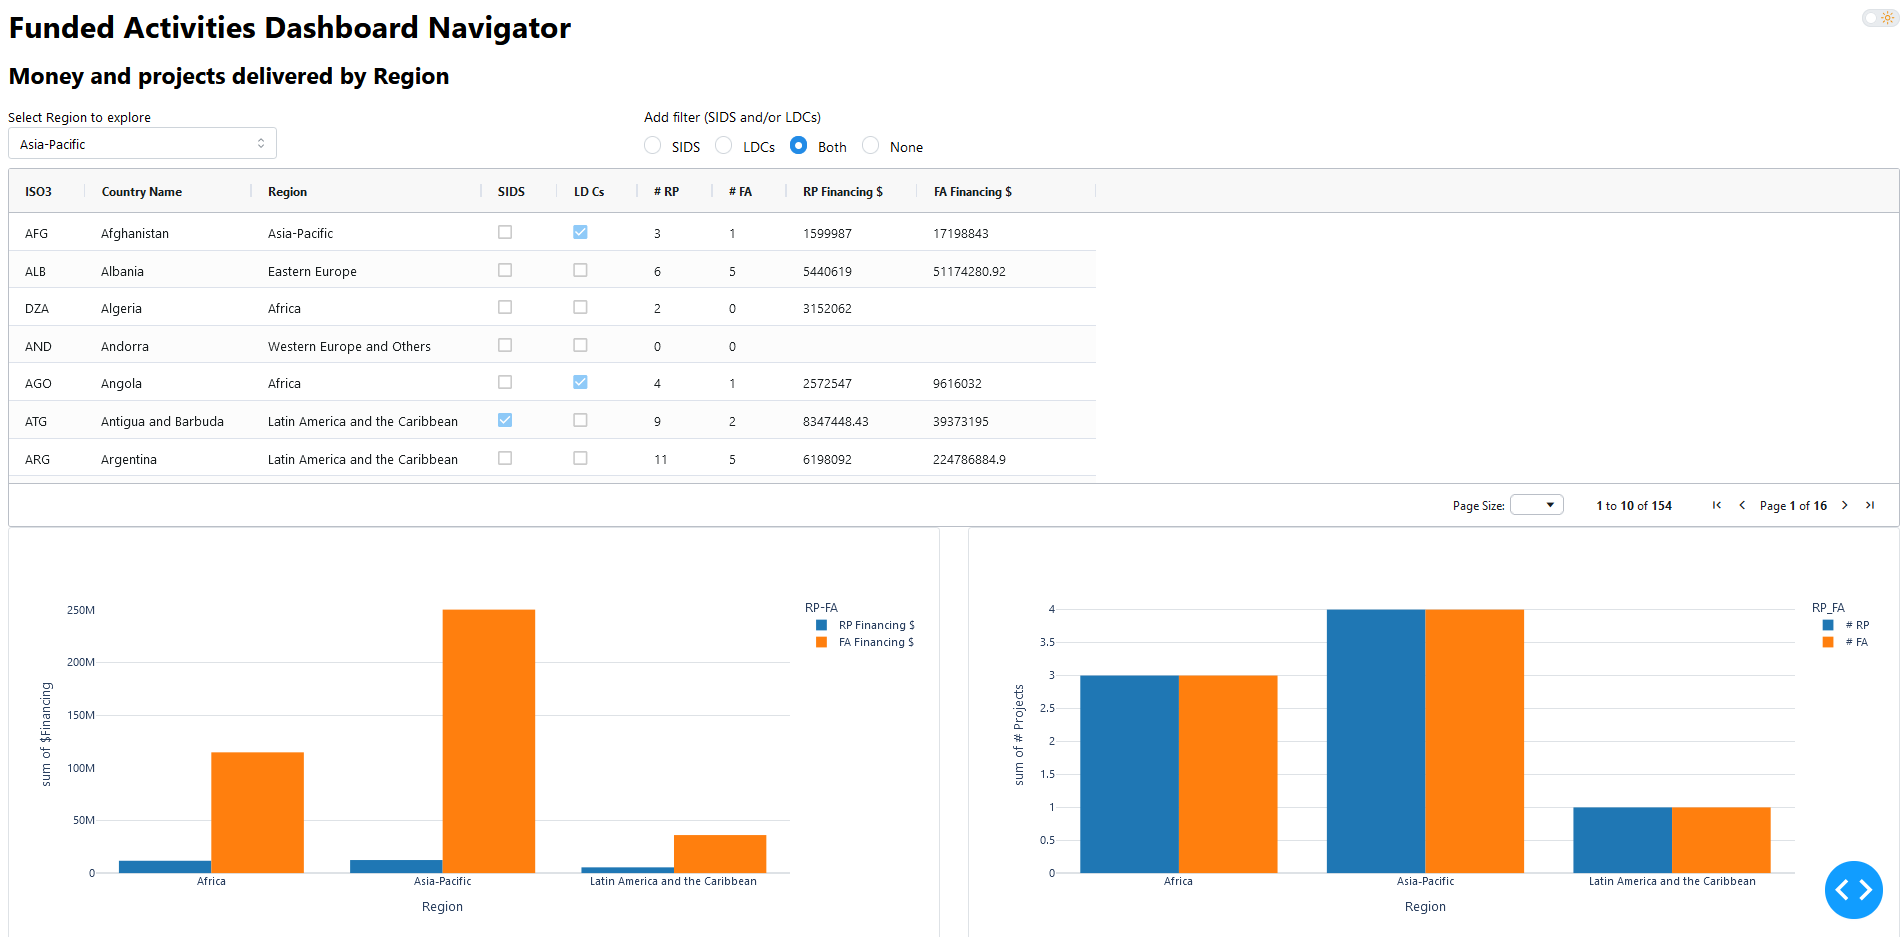 Funded Activities Dashboard Navigator
Money and projects delivered by Region
Select Region to explore
Asia-Pacific
Add filter (SIDS and/or LDCs)
SIDS LDCs Both None
ISO3 Country Name Region SIDS LD Cs # RP # FA RP Financing $ FA Financing $
AFG Afghanistan Asia-Pacific 3 1 1599987 17198843
ALB Albania Eastern Europe 6 5 5440619 51174280.92
DZA Algeria Africa 2 0 3152062
AND Andorra Western Europe and Others 0 0
AGO Angola Africa 4 1 2572547 9616032
ATG Antigua and Barbuda Latin America and the Caribbean 9 2 8347448.43 39373195
ARG Argentina Latin America and the Caribbean 11 5 6198092 224786884.9
Page Size: 1 to 10 of 154 Page 1 of 16
250M
200M
150M
100M
50M
0
sum of $Financing
Africa Asia-Pacific Latin America and the Caribbean
Region
RP-FA
RP Financing $
FA Financing $
4
3.5
3
2.5
2
1.5
1
0.5
0
sum of # Projects
Africa Asia-Pacific Latin America and the Caribbean
Region
RP_FA
# RP
# FA